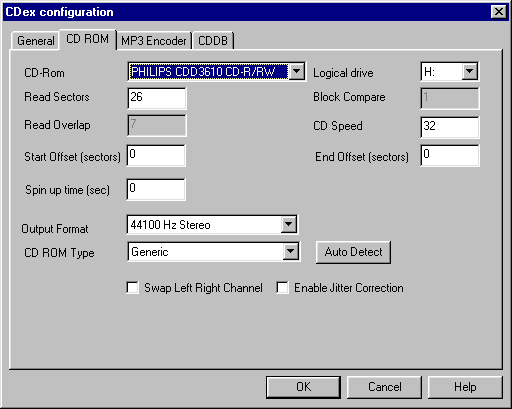 CDex configuration
General CD ROM MP3 Encoder CDDB
CD-Rom PHILIPS CDD3610 CD-R/RW Logical drive H:
Read Sectors 26 Block Compare 1
Read Overlap 7 CD Speed 32
Start Offset (sectors) 0 End Offset (sectors) 0
Spin up time (sec) 0
Output Format 44100 Hz Stereo
CD ROM Type Generic Auto Detect
Swap Left Right Channel Enable Jitter Correction
OK Cancel Help